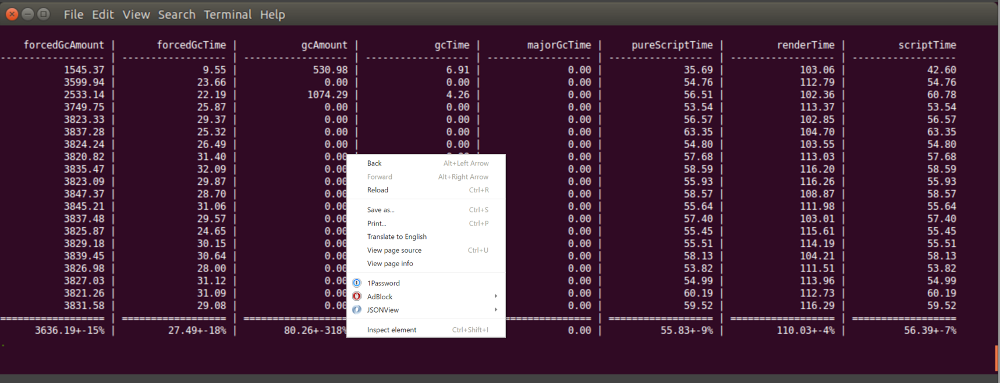 File Edit View Search Terminal Help
forcedGcAmount | forcedGcTime | gcAmount | gcTime | majorGcTime | pureScriptTime | renderTime | scriptTime
------------------ | ------------------ | ------------------ | ------------------ | ------------------ | ------------------ | ------------------ | ------------------
1545.37 | 9.55 | 530.98 | 6.91 | 0.00 | 35.69 | 103.06 | 42.60
3599.94 | 23.66 | 0.00 | 0.00 | 0.00 | 54.76 | 112.79 | 54.76
2533.14 | 22.19 | 1074.29 | 4.26 | 0.00 | 56.51 | 102.36 | 60.78
3749.75 | 25.87 | 0.00 | 0.00 | 0.00 | 53.54 | 113.37 | 53.54
3823.33 | 29.37 | 0.00 | 0.00 | 0.00 | 56.57 | 102.85 | 56.57
3837.28 | 25.32 | 0.00 | 0.00 | 0.00 | 63.35 | 104.70 | 63.35
3824.24 | 26.49 | 0.00 | 0.00 | 0.00 | 54.80 | 103.55 | 54.80
3820.82 | 31.40 | 0.00 0.00 | 57.68 | 113.03 | 57.68
3835.47 | 32.09 | 0.00 0.00 | 58.59 | 116.20 | 58.59
3823.09 | 29.87 | 0.00 0.00 | 55.93 | 116.26 | 55.93
3847.37 | 28.70 | 0.00 0.00 | 58.57 | 108.87 | 58.57
3845.21 | 31.06 | 0.00 0.00 | 55.64 | 111.98 | 55.64
3837.48 | 29.57 | 0.00 0.00 | 57.40 | 103.01 | 57.40
3825.87 | 24.65 | 0.00 0.00 | 55.45 | 115.61 | 55.45
3829.18 | 30.15 | 0.00 0.00 | 55.51 | 114.19 | 55.51
3839.45 | 30.64 | 0.00 0.00 | 58.13 | 104.21 | 58.13
3826.98 | 28.00 | 0.00 0.00 | 53.82 | 111.51 | 53.82
3827.03 | 31.12 | 0.00 0.00 | 54.99 | 113.96 | 54.99
3821.26 | 31.09 | 0.00 0.00 | 60.19 | 112.73 | 60.19
3831.58 | 29.08 | 0.00 0.00 | 59.52 | 116.29 | 59.52
================== | ================== | ================== =============== | ================== | ================== | ==================
3636.19+-15% | 27.49+-18% | 80.26+-318% 0.00 | 55.83+-9% | 110.03+-4% | 56.39+-7%
Back Alt+Left Arrow
Forward Alt+Right Arrow
Reload Ctrl+R
Save as... Ctrl+S
Print... Ctrl+P
Translate to English
View page source Ctrl+U
View page info
1Password
AdBlock
JSONView
Inspect element Ctrl+Shift+I